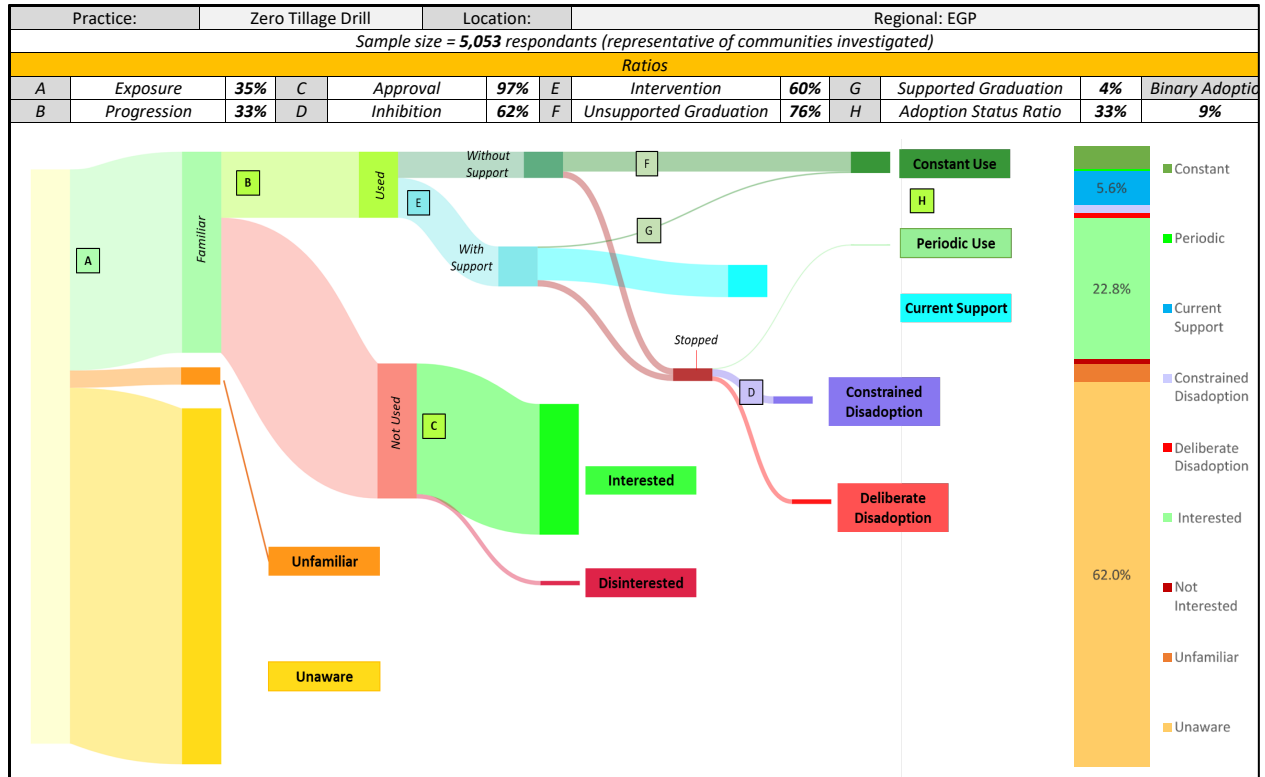 Practice: Zero Tillage Drill Location: Regional: EGP
Sample size = 5,053 respondants (representative of communities investigated)
Ratios
A Exposure 35% C Approval 97% E Intervention 60% G Supported Graduation 4% Binary Adoptio
B Progression 33% D Inhibition 62% F Unsupported Graduation 76% H Adoption Status Ratio 33% 9%
Without
Support
F
Constant Use
Constant
B
Used
E
5.6%
H
Familiar
G
Periodic Use
Periodic
A
With
Support
22.8%
Current Support
Current
Support
Stopped
D
Constrained
Disadoption
Constrained
Disadoption
Not Used
C
Deliberate
Disadoption
Interested
Deliberate
Disadoption
Interested
Unfamiliar
62.0%
Disinterested
Not
Interested
Unaware
Unfamiliar
Unaware